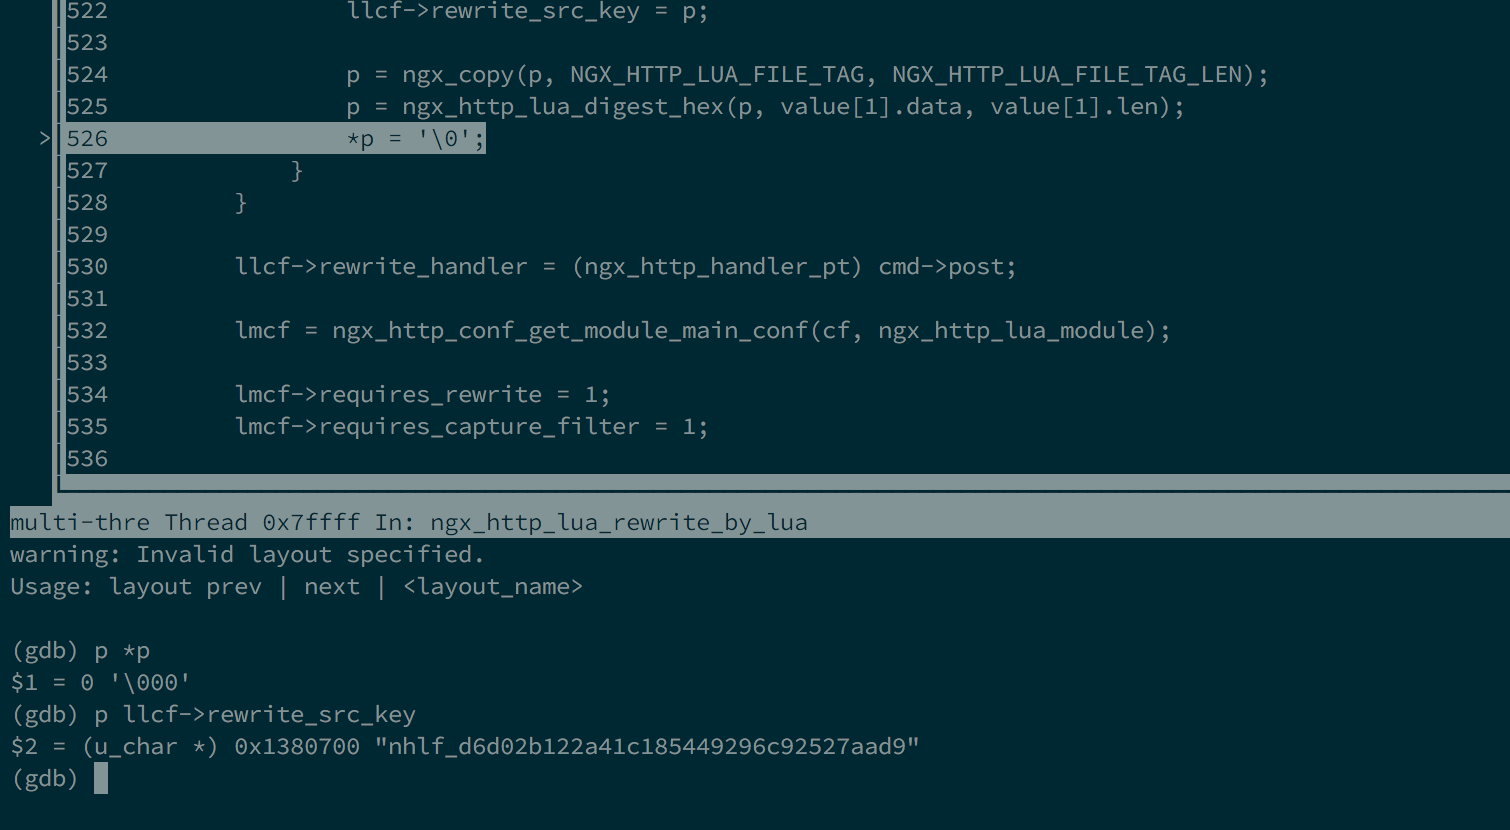 522                 llcf->rewrite_src_key = p;
523
524                 p = ngx_copy(p, NGX_HTTP_LUA_FILE_TAG, NGX_HTTP_LUA_FILE_TAG_LEN);
525                 p = ngx_http_lua_digest_hex(p, value[1].data, value[1].len);
> 526                 *p = '\0';
527             }
528         }
529
530         llcf->rewrite_handler = (ngx_http_handler_pt) cmd->post;
531
532         lmcf = ngx_http_conf_get_module_main_conf(cf, ngx_http_lua_module);
533
534         lmcf->requires_rewrite = 1;
535         lmcf->requires_capture_filter = 1;
536
multi-thre Thread 0x7ffff In: ngx_http_lua_rewrite_by_lua
warning: Invalid layout specified.
Usage: layout prev | next | <layout_name>
(gdb) p *p
$1 = 0 '\000'
(gdb) p llcf->rewrite_src_key
$2 = (u_char *) 0x1380700 "nhlf_d6d02b122a41c185449296c92527aad9"
(gdb)